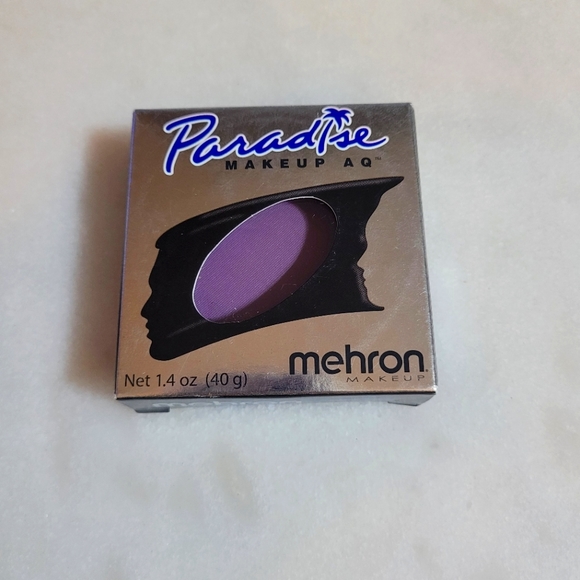 Paradise
MAKEUP AQ™
mehron.
MAKEUP
Net 1.4 oz (40 g)